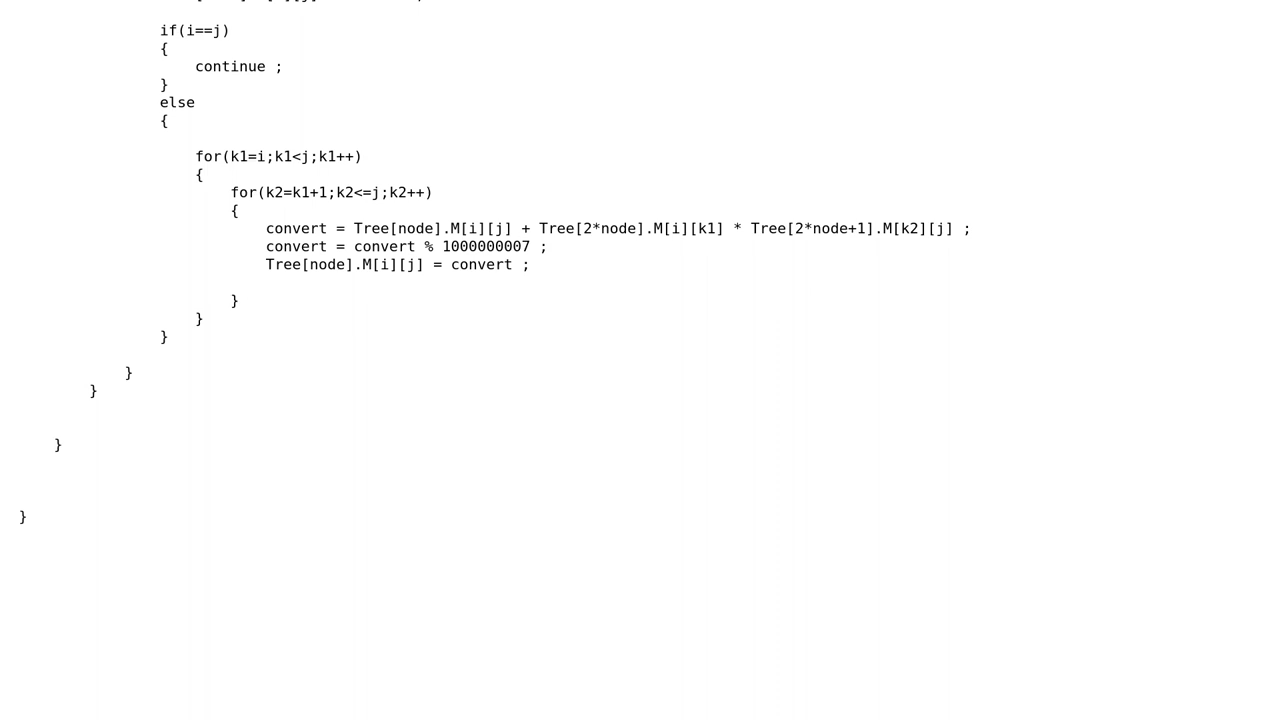 if(i==j)
{
continue ;
}
else
{
for(k1=i;k1<j;k1++)
{
for(k2=k1+1;k2<=j;k2++)
{
convert = Tree[node].M[i][j] + Tree[2*node].M[i][k1] * Tree[2*node+1].M[k2][j] ;
convert = convert % 1000000007 ;
Tree[node].M[i][j] = convert ;
}
}
}
}
}
}
}